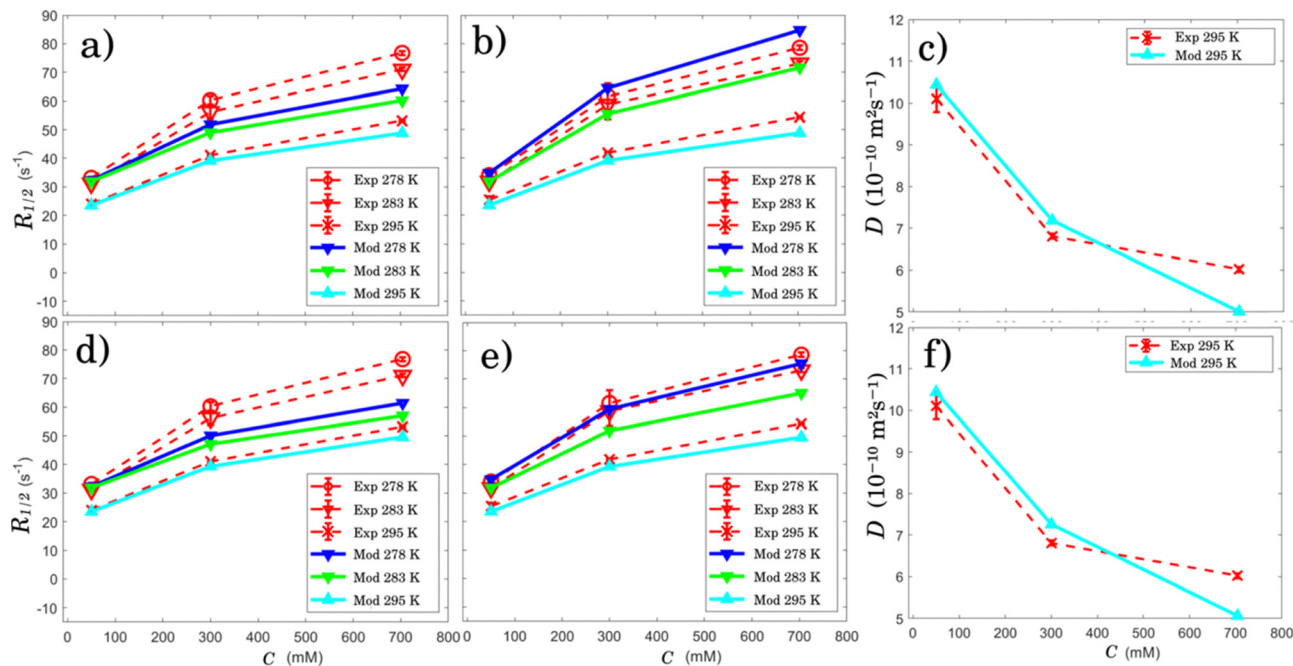 a)
90
80
70
60
50
40
30
20
10
0
-10
R1/2 (s-1)
Exp 278 K
Exp 283 K
Exp 295 K
Mod 278 K
Mod 283 K
Mod 295 K
b)
Exp 278 K
Exp 283 K
Exp 295 K
Mod 278 K
Mod 283 K
Mod 295 K
c)
12
11
10
9
8
7
6
5
D (10−10 m2s−1)
Exp 295 K
Mod 295 K
d)
90
80
70
60
50
40
30
20
10
0
-10
R1/2 (s-1)
Exp 278 K
Exp 283 K
Exp 295 K
Mod 278 K
Mod 283 K
Mod 295 K
0 100 200 300 400 500 600 700 800
e)
Exp 278 K
Exp 283 K
Exp 295 K
Mod 278 K
Mod 283 K
Mod 295 K
0 100 200 300 400 500 600 700 800
f)
12
11
10
9
8
7
6
5
D (10−10 m2s−1)
Exp 295 K
Mod 295 K
0 100 200 300 400 500 600 700 800
c (mM)
c (mM)
c (mM)